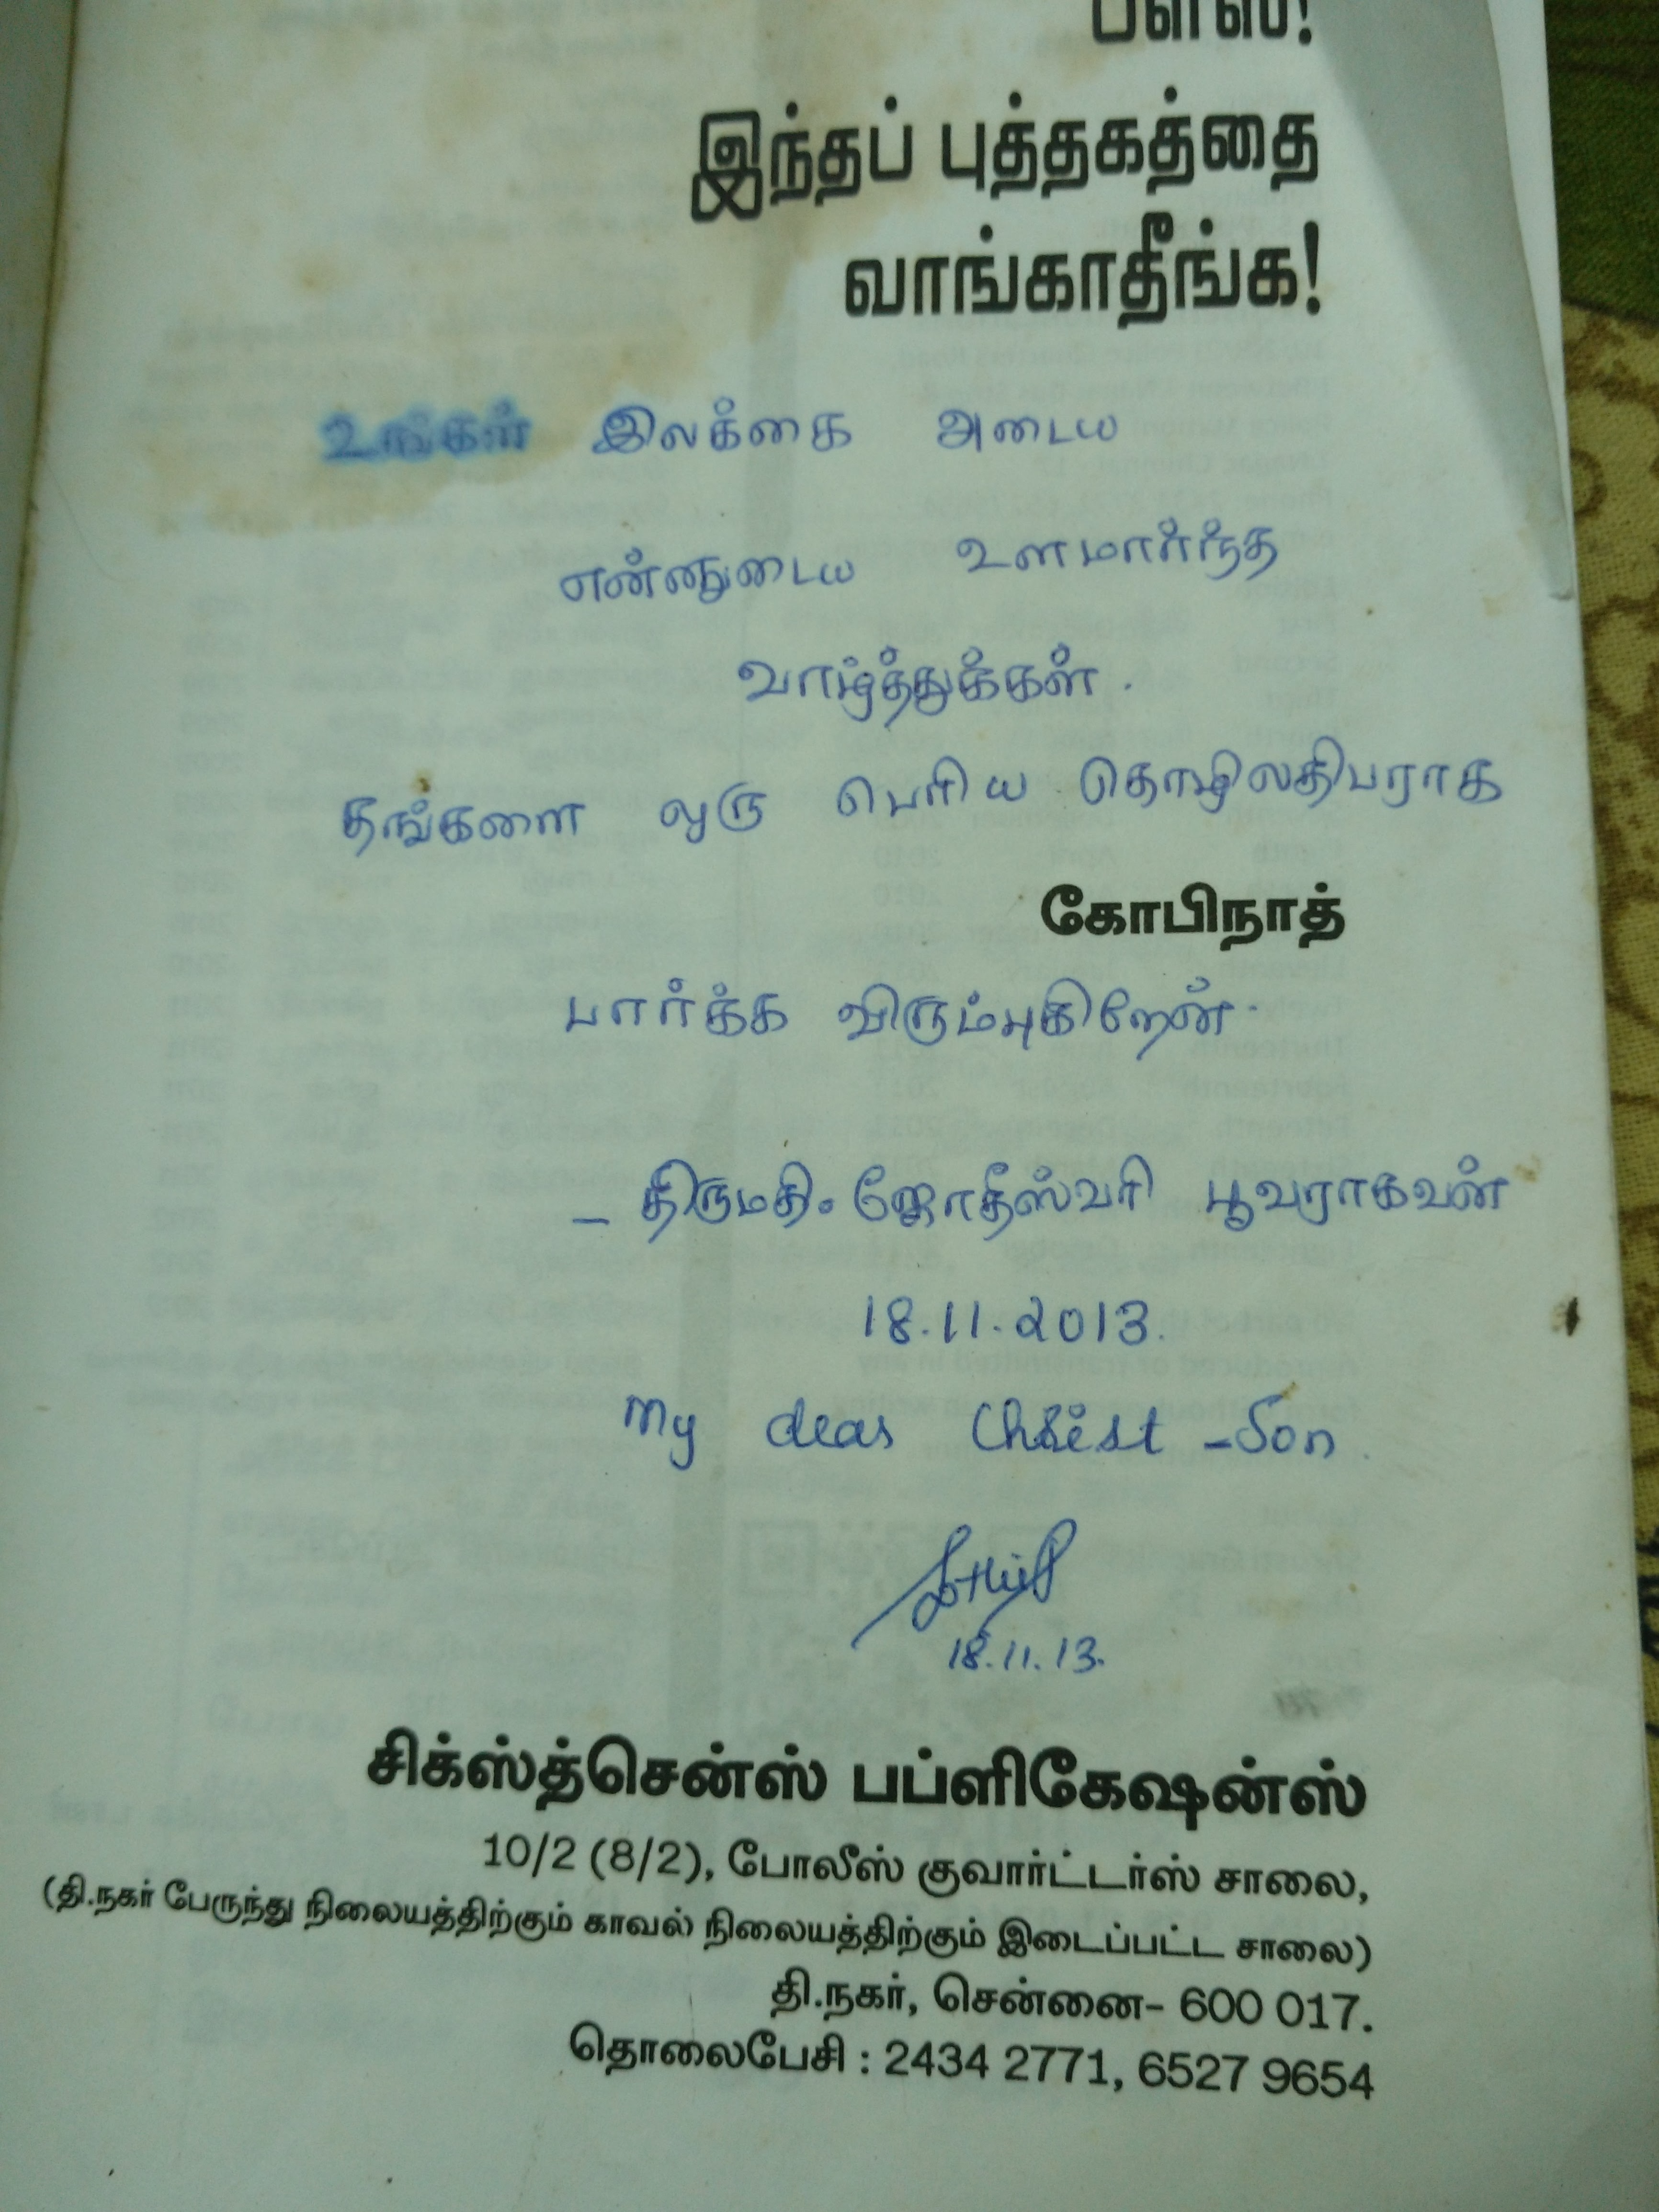 ப்ளீஸ்!
இந்தப் புத்தகத்தை
வாங்காதீங்க!
உங்கள் இலக்கை அடைய
என்னுடைய உளமார்ந்த
வாழ்த்துக்கள்.
தங்களை ஒரு பெரிய தொழிலதிபராக
கோபிநாத்
பார்க்க விரும்புகிறேன்.
- திருமதி. ஜோதீஸ்வரி பூவராகவன்
18.11.2013.
My dear Christ - Son.
18.11.13.
சிக்ஸ்த்சென்ஸ் பப்ளிகேஷன்ஸ்
10/2 (8/2), போலீஸ் குவார்ட்டர்ஸ் சாலை,
(தி.நகர் பேருந்து நிலையத்திற்கும் காவல் நிலையத்திற்கும் இடைப்பட்ட சாலை)
தி.நகர், சென்னை- 600 017.
தொலைபேசி : 2434 2771, 6527 9654